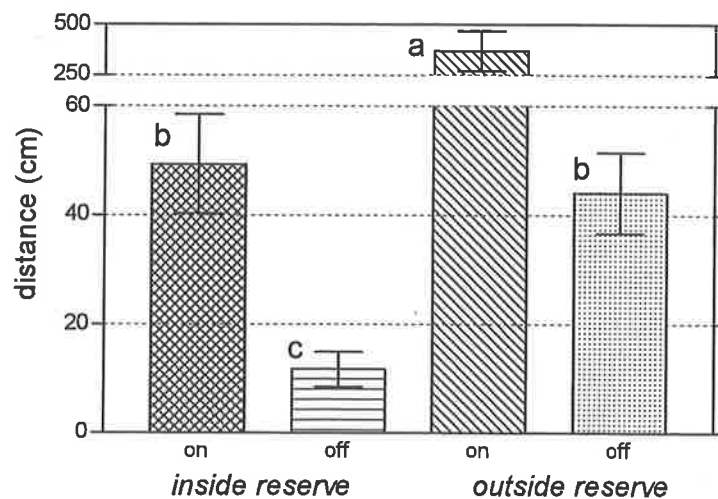 500
250
60
40
20
0
distance (cm)
b
c
a
b
on off on off
inside reserve outside reserve